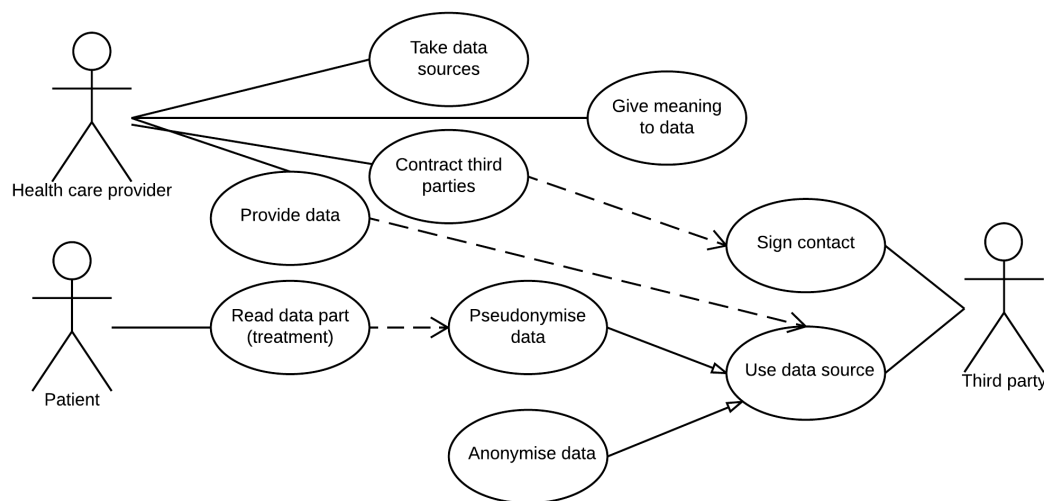 Take data
sources
Give meaning
to data
Health care provider
Contract third
parties
Provide data
Sign contact
Read data part
(treatment)
Pseudonymise
data
Use data source
Third party
Patient
Anonymise data